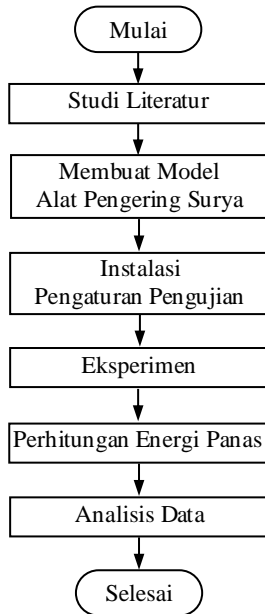 Mulai
Studi Literatur
Membuat Model
Alat Pengering Surya
Instalasi
Pengaturan Pengujian
Eksperimen
Perhitungan Energi Panas
Analisis Data
Selesai